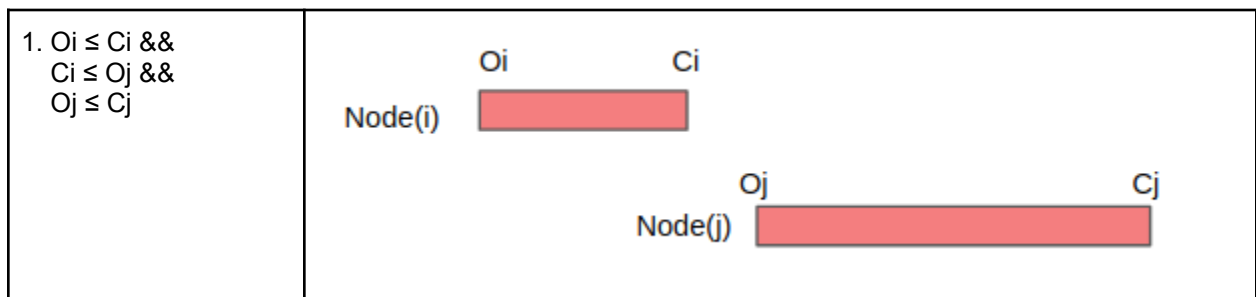 1. Oi ≤ Ci &&
Ci ≤ Oj &&
Oj ≤ Cj
Oi Ci
Node(i)
Oj Cj
Node(j)